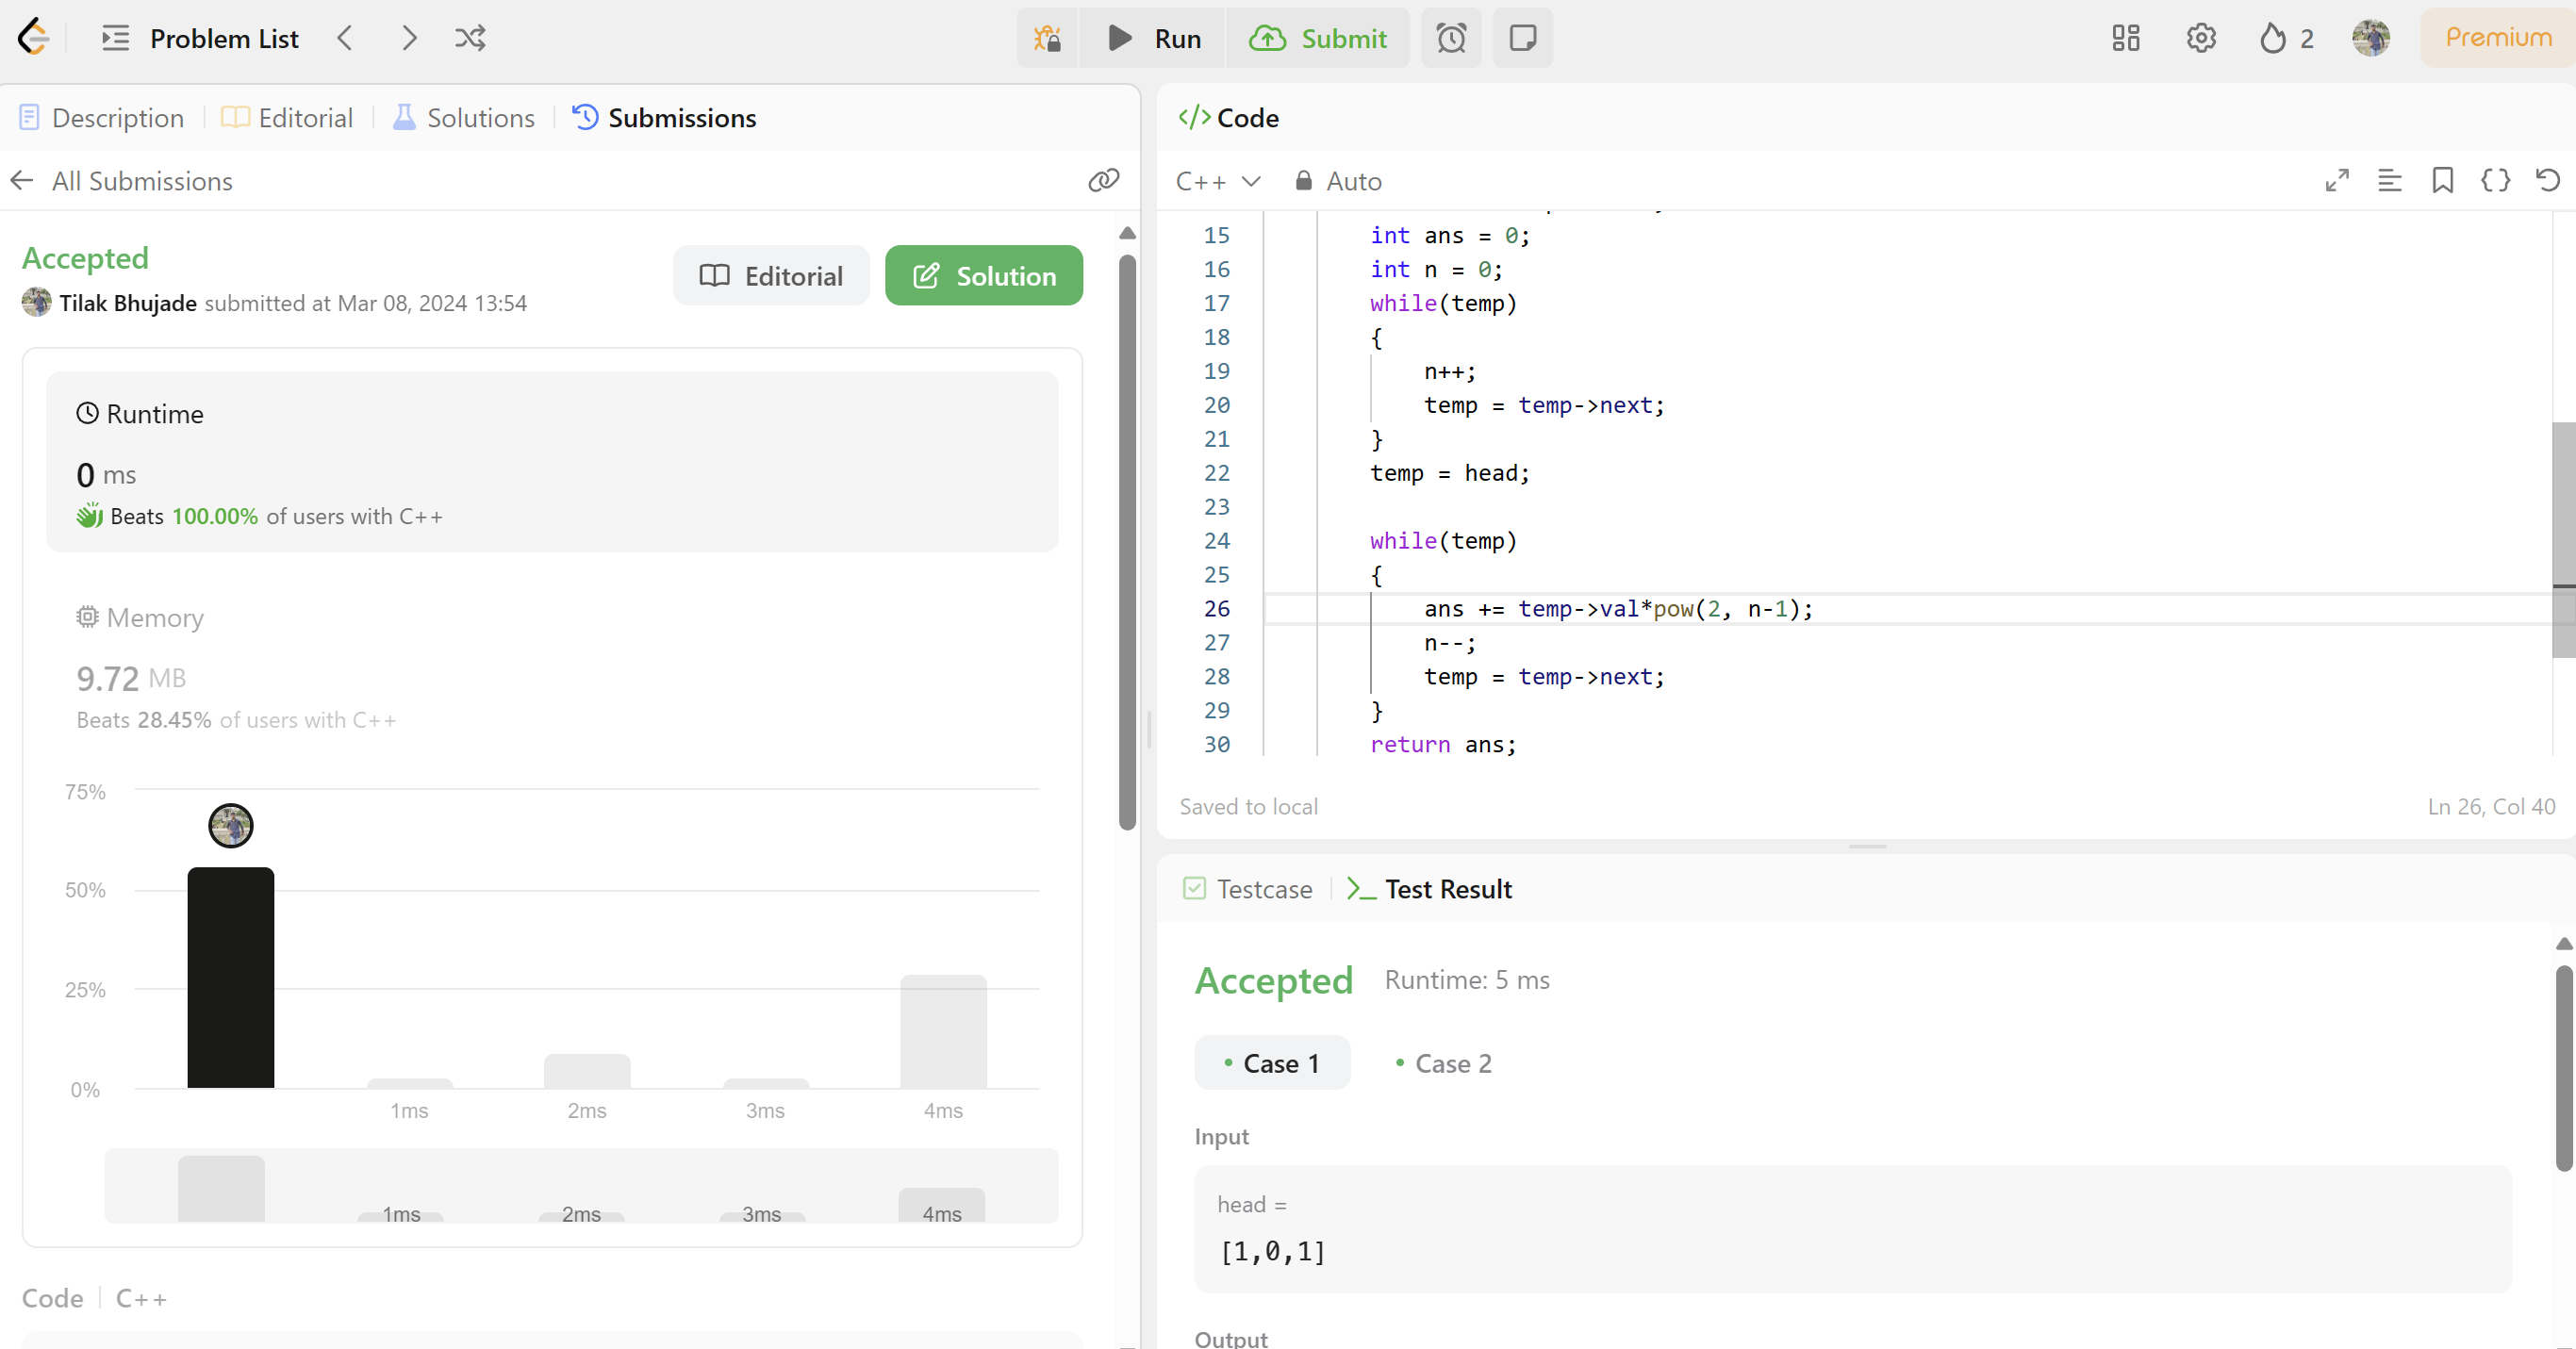 Problem List
Run
Submit
2
Premium
Description
Editorial
Solutions
Submissions
All Submissions
Accepted
Editorial
Solution
Tilak Bhujade submitted at Mar 08, 2024 13:54
Runtime
0 ms
Beats 100.00% of users with C++
Memory
9.72 MB
Beats 28.45% of users with C++
75%
50%
25%
0%
1ms 2ms 3ms 4ms
1ms 2ms 3ms 4ms
Code | C++
</> Code
C++
Auto
15 int ans = 0;
16 int n = 0;
17 while(temp)
18 {
19 n++;
20 temp = temp->next;
21 }
22 temp = head;
23
24 while(temp)
25 {
26 ans += temp->val*pow(2, n-1);
27 n--;
28 temp = temp->next;
29 }
30 return ans;
Saved to local
Ln 26, Col 40
Testcase
Test Result
Accepted Runtime: 5 ms
• Case 1
• Case 2
Input
head =
[1,0,1]
Output